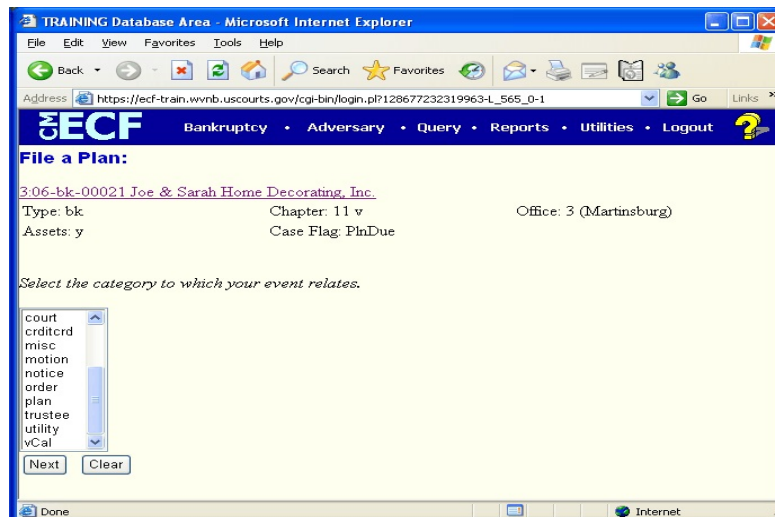 TRAINING Database Area - Microsoft Internet Explorer
File Edit View Favorites Tools Help
Back Search Favorites
Address https://ecf-train.wvnb.uscourts.gov/cgi-bin/login.pl?128677232319963-L_565_0-1 Go Links »
CM ECF Bankruptcy • Adversary • Query • Reports • Utilities • Logout ?
File a Plan:
3:06-bk-00021 Joe & Sarah Home Decorating, Inc.
Type: bk Chapter: 11 v Office: 3 (Martinsburg)
Assets: y Case Flag: PlnDue
Select the category to which your event relates.
court
crditcrd
misc
motion
notice
order
plan
trustee
utility
vCal
Next Clear
Done Internet